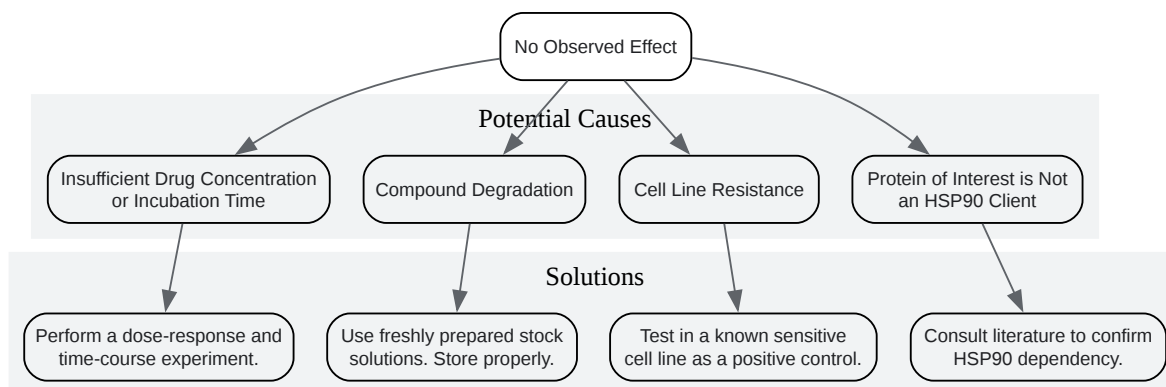 No Observed Effect
Potential Causes
Insufficient Drug Concentration
or Incubation Time
Compound Degradation
Cell Line Resistance
Protein of Interest is Not
an HSP90 Client
Solutions
Perform a dose-response and
time-course experiment.
Use freshly prepared stock
solutions. Store properly.
Test in a known sensitive
cell line as a positive control.
Consult literature to confirm
HSP90 dependency.